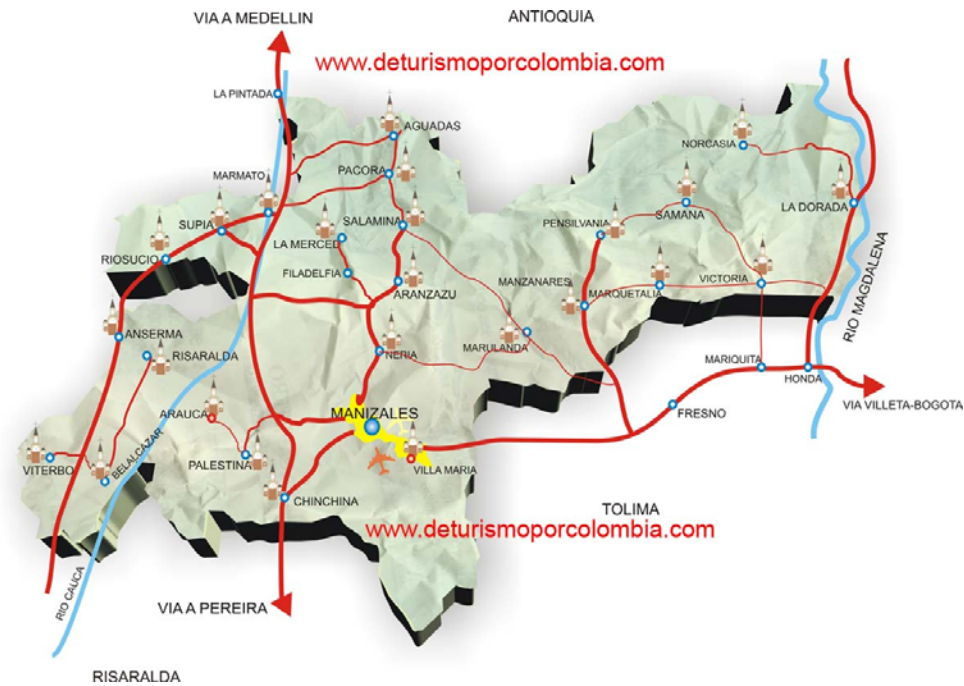 VIA A MEDELLIN
ANTIOQUIA
www.deturismoporcolombia.com
LA PINTADA
AGUADAS
NORCASIA
PACORA
MARMATO
SAMANA
LA DORADA
SUPIA
SALAMINA
PENSILVANIA
LA MERCED
RIOSUCIO
FILADELFIA
ARANZAZU
MANZANARES
MARQUETALIA
VICTORIA
RIO MAGDALENA
ANSERMA
RISARALDA
NERIA
MARULANDA
MARIQUITA
HONDA
ARAUCA
MANIZALES
FRESNO
VIA VILLETA-BOGOTA
VITERBO
BELALCAZAR
PALESTINA
VILLA MARIA
CHINCHINA
TOLIMA
www.deturismoporcolombia.com
RIO CAUCA
VIA A PEREIRA
RISARALDA